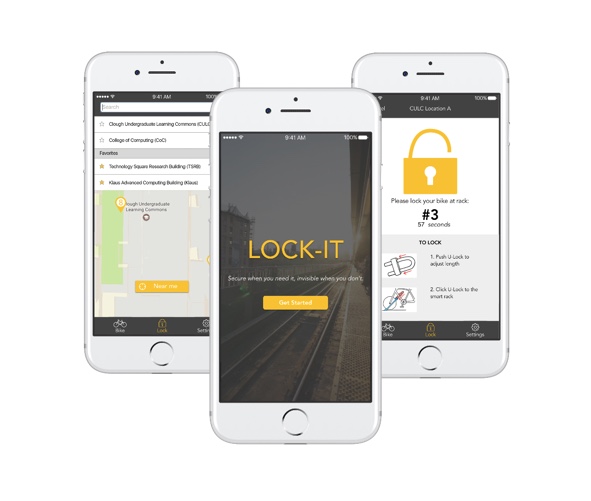 9:41 AM
Search
Clough Undergraduate Learning Commons (CULC
College of Computing (CoC)
Favorites
Technology Square Research Building (TSRB)
Klaus Advanced Computing Building (Klaus)
lough Undergraduate
Learning Commons
Near me
Bike
Lock
Settin
9:41 AM
100%
LOCK-IT
Secure when you need it, invisible when you don't.
Get Started
9:41 AM
100%
el
CULC Location A
Please lock your bike at rack:
#3
57 seconds
TO LOCK
1. Push U-Lock to
adjust length
2. Click U-Lock to the
smart rack
Bike
Lock
Settings